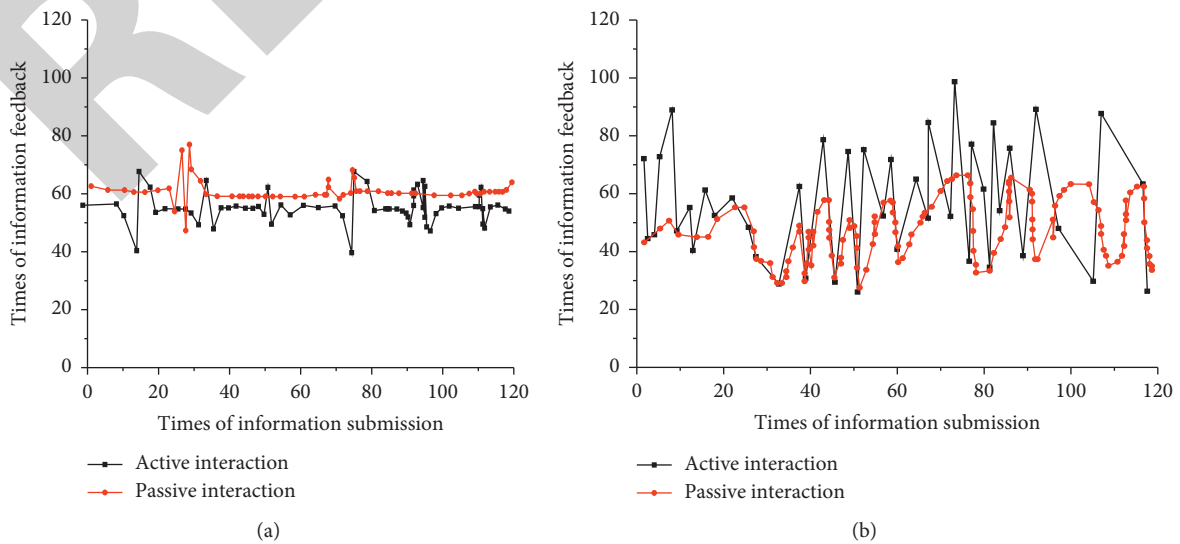 120
100
80
60
40
20
0
Times of information feedback
0 20 40 60 80 100 120
Times of information submission
Active interaction
Passive interaction
(a)
120
100
80
60
40
20
0
Times of information feedback
0 20 40 60 80 100 120
Times of information submission
Active interaction
Passive interaction
(b)